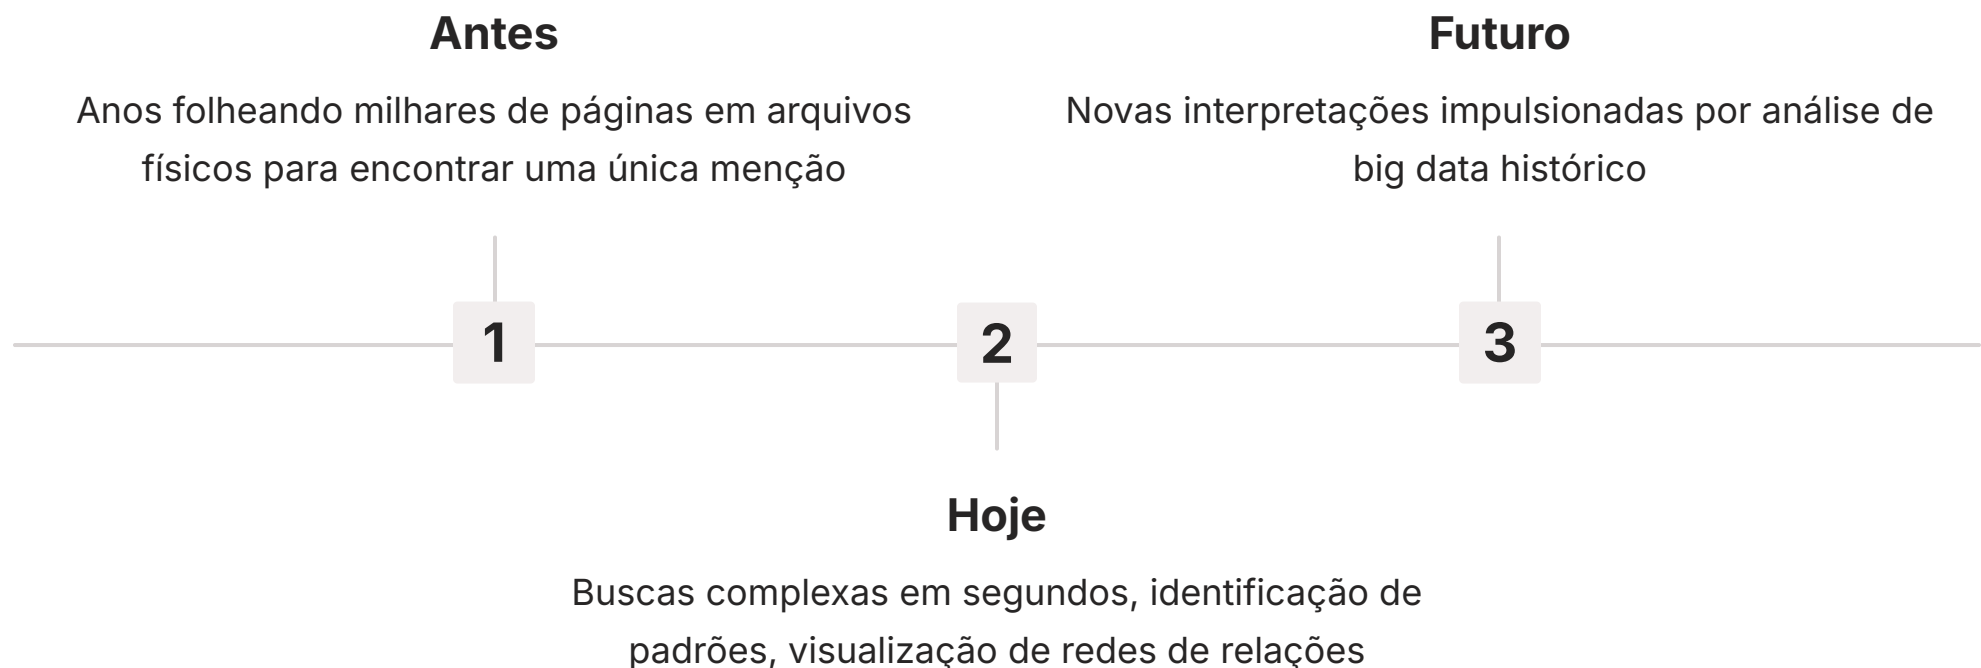 Antes
Anos folheando milhares de páginas em arquivos
físicos para encontrar uma única menção
Futuro
Novas interpretações impulsionadas por análise de
big data histórico
1
2
3
Hoje
Buscas complexas em segundos, identificação de
padrões, visualização de redes de relações